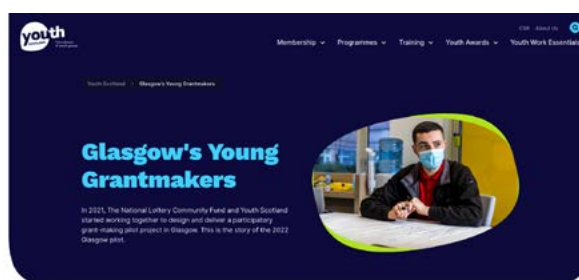 youth
CSR About Us
Membership Programmes Training Youth Awards Youth Work Essentials
Youth Scotland Glasgow's Young Grantmakers
Glasgow's Young
Grantmakers
In 2021, The National Lottery Community Fund and Youth Scotland
started working together to design and deliver a participatory
grant-making pilot project in Glasgow. This is the story of the 2022
Glasgow pilot.